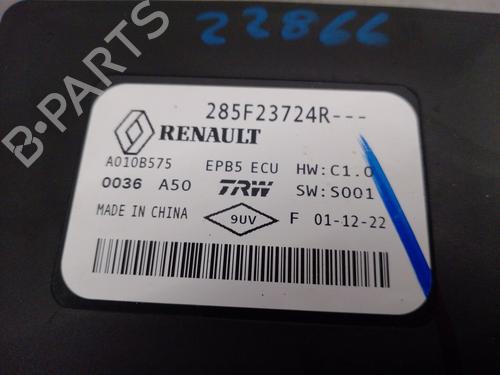 22866
285F23724R---
RENAULT
A010B575 EPB5 ECU HW:C1.0
0036 A50 TRW SW:S001
MADE IN CHINA 9UV F 01-12-22
B-PARTS